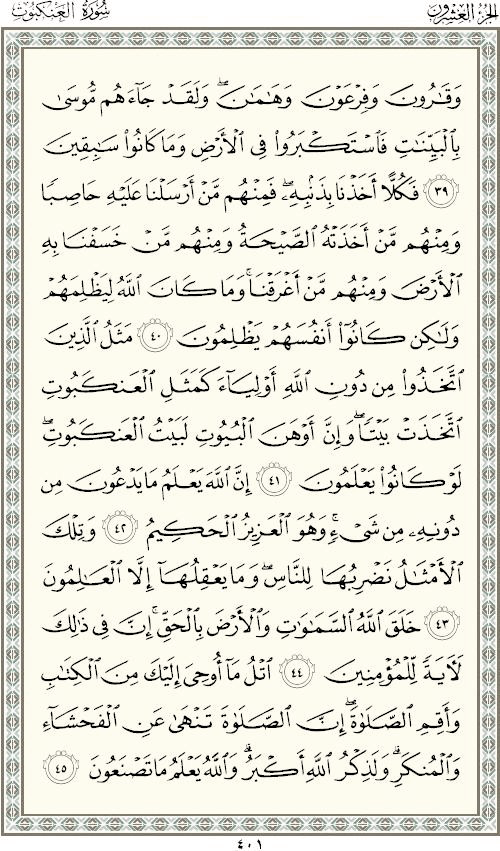 الجزء العشرون
سورة العنكبوت
وَقَٰرُونَ وَفِرْعَوْنَ وَهَٰمَٰنَ ۖ وَلَقَدْ جَآءَهُم مُّوسَىٰ
بِٱلْبَيِّنَٰتِ فَٱسْتَكْبَرُوا۟ فِى ٱلْأَرْضِ وَمَا كَانُوا۟ سَٰبِقِينَ
٣٩ فَكُلًّا أَخَذْنَا بِذَنۢبِهِۦ ۖ فَمِنْهُم مَّنْ أَرْسَلْنَا عَلَيْهِ حَاصِبًا
وَمِنْهُم مَّنْ أَخَذَتْهُ ٱلصَّيْحَةُ وَمِنْهُم مَّنْ خَسَفْنَا بِهِ
ٱلْأَرْضَ وَمِنْهُم مَّنْ أَغْرَقْنَا ۚ وَمَا كَانَ ٱللَّهُ لِيَظْلِمَهُمْ
وَلَٰكِن كَانُوٓا۟ أَنفُسَهُمْ يَظْلِمُونَ ٤٠ مَثَلُ ٱلَّذِينَ
ٱتَّخَذُوا۟ مِن دُونِ ٱللَّهِ أَوْلِيَآءَ كَمَثَلِ ٱلْعَنكَبُوتِ
ٱتَّخَذَتْ بَيْتًا ۖ وَإِنَّ أَوْهَنَ ٱلْبُيُوتِ لَبَيْتُ ٱلْعَنكَبُوتِ ۖ
لَوْ كَانُوا۟ يَعْلَمُونَ ٤١ إِنَّ ٱللَّهَ يَعْلَمُ مَا يَدْعُونَ مِن
دُونِهِۦ مِن شَىْءٍ ۚ وَهُوَ ٱلْعَزِيزُ ٱلْحَكِيمُ ٤٢ وَتِلْكَ
ٱلْأَمْثَٰلُ نَضْرِبُهَا لِلنَّاسِ ۖ وَمَا يَعْقِلُهَآ إِلَّا ٱلْعَٰلِمُونَ
٤٣ خَلَقَ ٱللَّهُ ٱلسَّمَٰوَٰتِ وَٱلْأَرْضَ بِٱلْحَقِّ ۚ إِنَّ فِى ذَٰلِكَ
لَءَايَةً لِّلْمُؤْمِنِينَ ٤٤ ٱتْلُ مَآ أُوحِىَ إِلَيْكَ مِنَ ٱلْكِتَٰبِ
وَأَقِمِ ٱلصَّلَوٰةَ ۖ إِنَّ ٱلصَّلَوٰةَ تَنْهَىٰ عَنِ ٱلْفَحْشَآءِ
وَٱلْمُنكَرِ ۗ وَلَذِكْرُ ٱللَّهِ أَكْبَرُ ۗ وَٱللَّهُ يَعْلَمُ مَا تَصْنَعُونَ ٤٥
٤٠١